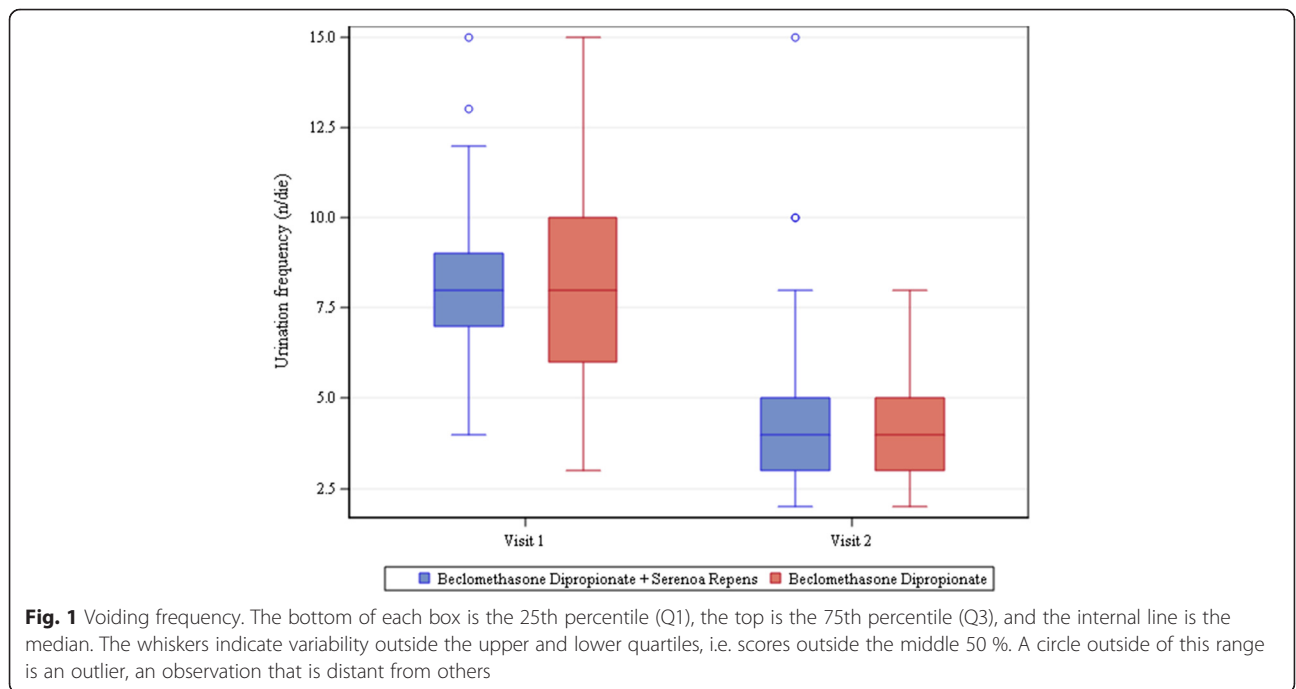 15.0
12.5
10.0
7.5
5.0
2.5
Urination frequency (n/die)
Visit 1 Visit 2
Beclomethasone Dipropionate + Serenoa Repens Beclomethasone Dipropionate
Fig. 1 Voiding frequency. The bottom of each box is the 25th percentile (Q1), the top is the 75th percentile (Q3), and the internal line is the
median. The whiskers indicate variability outside the upper and lower quartiles, i.e. scores outside the middle 50 %. A circle outside of this range
is an outlier, an observation that is distant from others